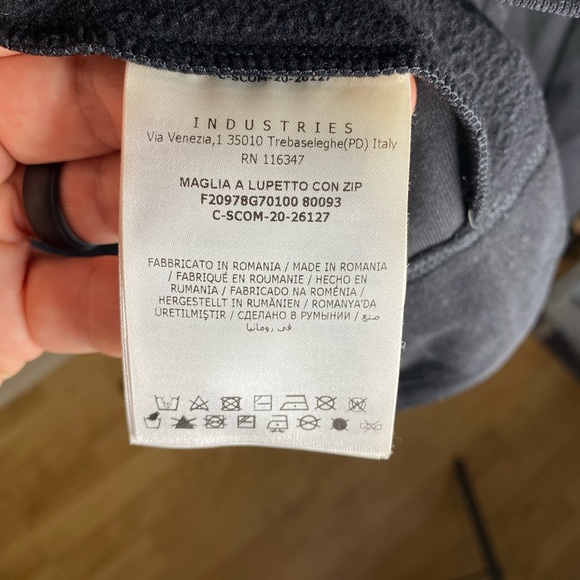 C-SCOM-20-26127
INDUSTRIES
Via Venezia,1 35010 Trebaseleghe(PD) Italy
RN 116347
MAGLIA A LUPETTO CON ZIP
F20978G70100 80093
C-SCOM-20-26127
FABBRICATO IN ROMANIA / MADE IN ROMANIA
/ FABRIQUÉ EN ROUMANIE / HECHO EN
RUMANIA / FABRICADO NA ROMÉNIA /
HERGESTELLT IN RUMÄNIEN / ROMANYA'DA
URETILMIŞTIR / СДЕЛАНО В РУМЫНИИ / صنع
في رومانيا